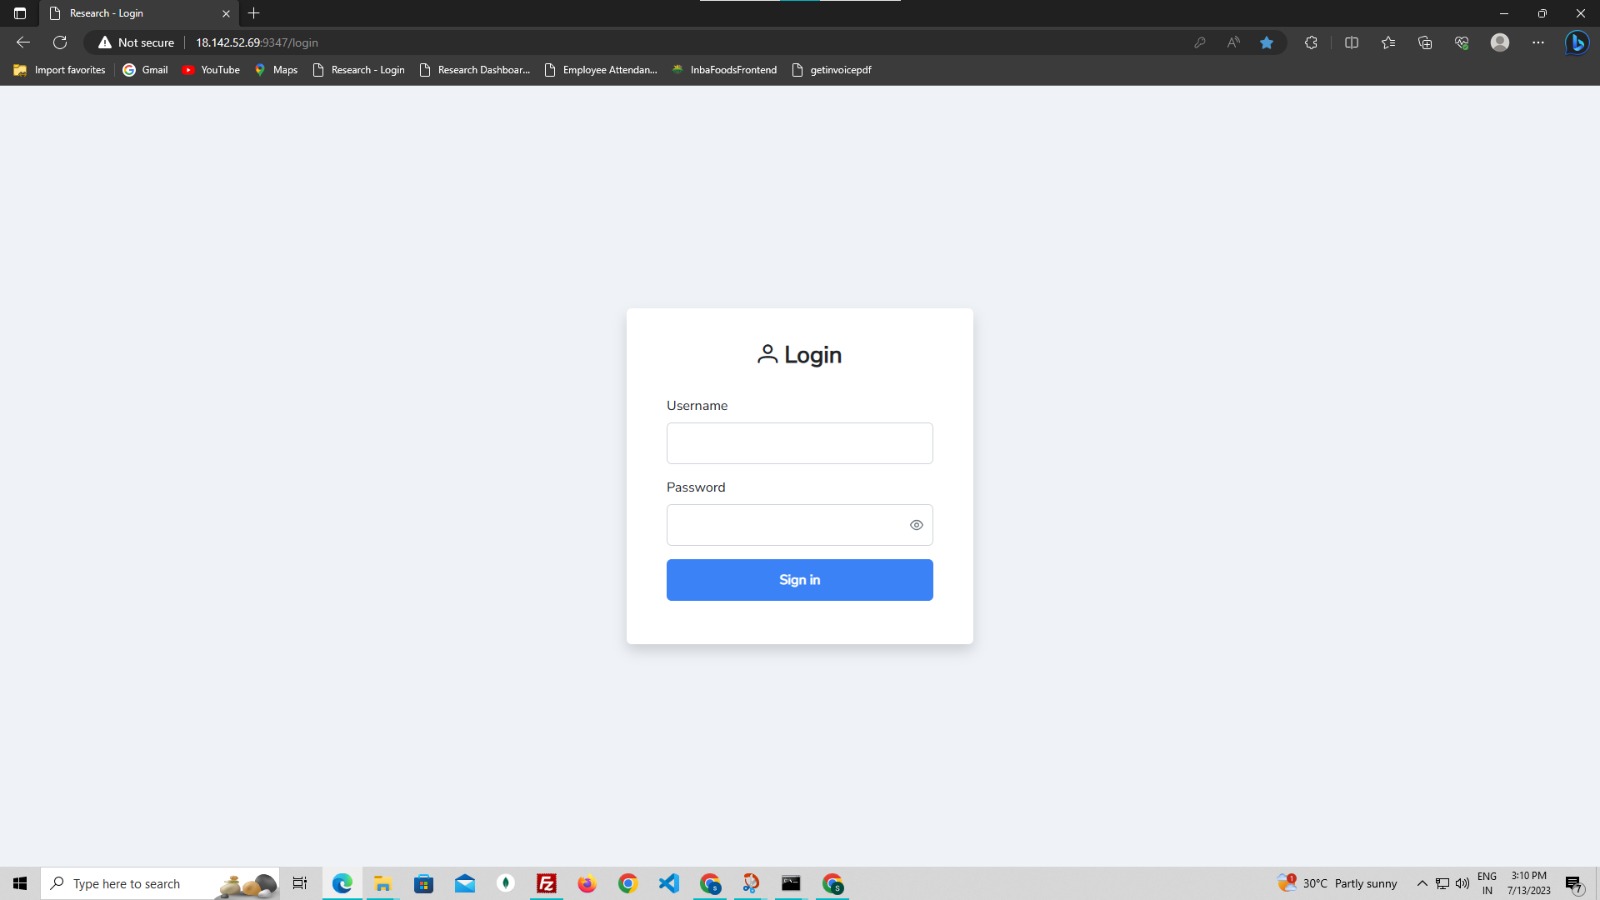 Research - Login
Not secure
18.142.52.69:9347/login
Import favorites
Gmail
YouTube
Maps
Research - Login
Research Dashboar...
Employee Attendan...
InbaFoodsFrontend
getinvoicepdf
Login
Username
Password
Sign in
Type here to search
30°C Partly sunny
ENG
IN
3:10 PM
7/13/2023